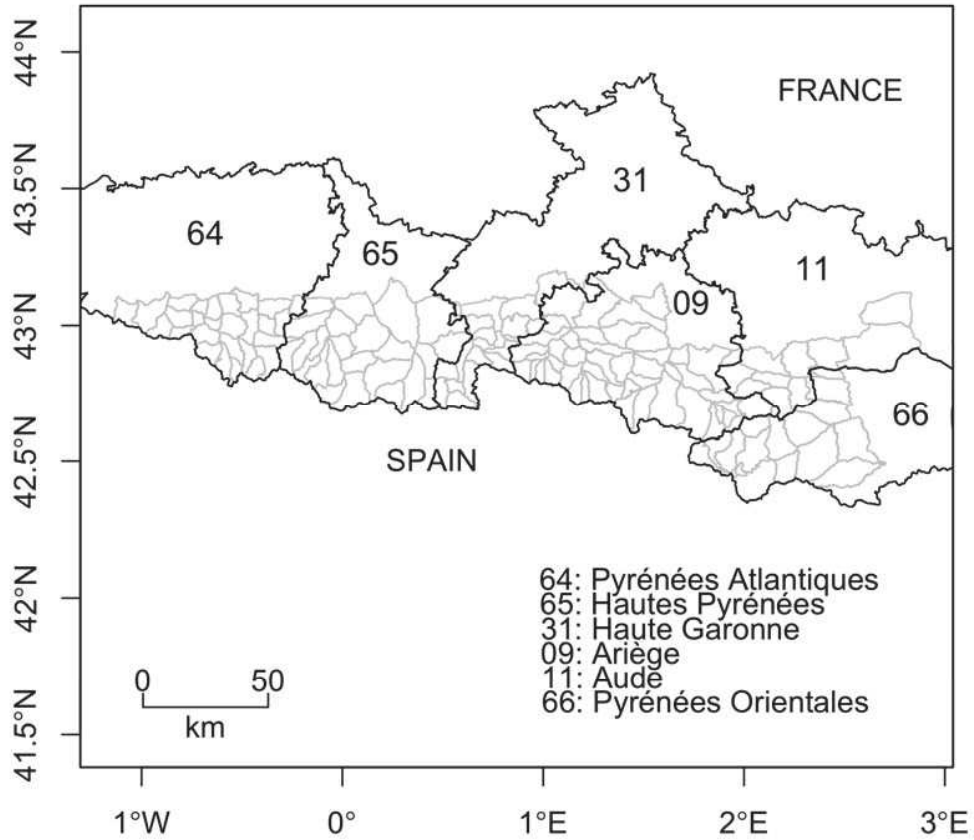 44°N
FRANCE
31
43.5°N
64
65
11
09
43°N
66
42.5°N
SPAIN
42°N
64: Pyrénées Atlantiques
65: Hautes Pyrénées
31: Haute Garonne
09: Ariège
11: Aude
66: Pyrénées Orientales
0 50
km
41.5°N
1°W 0° 1°E 2°E 3°E